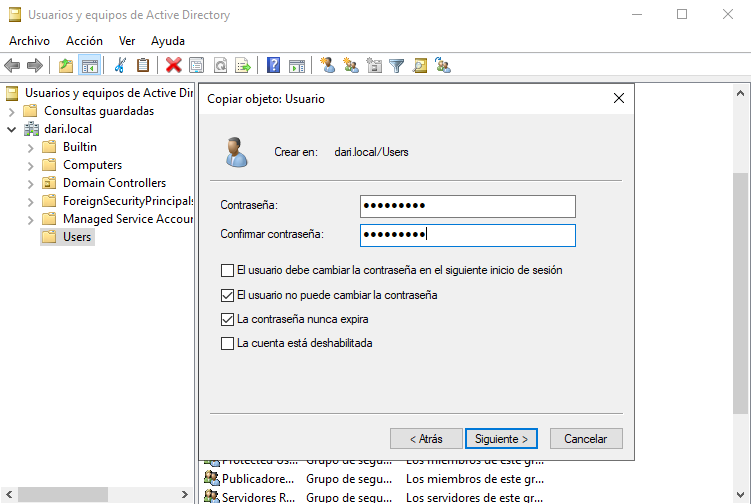 Usuarios y equipos de Active Directory
Archivo Acción Ver Ayuda
Usuarios y equipos de Active Dir
Consultas guardadas
dari.local
Builtin
Computers
Domain Controllers
ForeignSecurityPrincipals
Managed Service Accour
Users
Copiar objeto: Usuario
Crear en: dari.local/Users
Contraseña:
Confirmar contraseña:
El usuario debe cambiar la contraseña en el siguiente inicio de sesión
El usuario no puede cambiar la contraseña
La contraseña nunca expira
La cuenta está deshabilitada
< Atrás Siguiente > Cancelar
Protected Us... Grupo de segu... Los miembros de este gr...
Publicadore... Grupo de segu... Los miembros de este gr...
Servidores R... Grupo de segu... Los servidores de este gr...